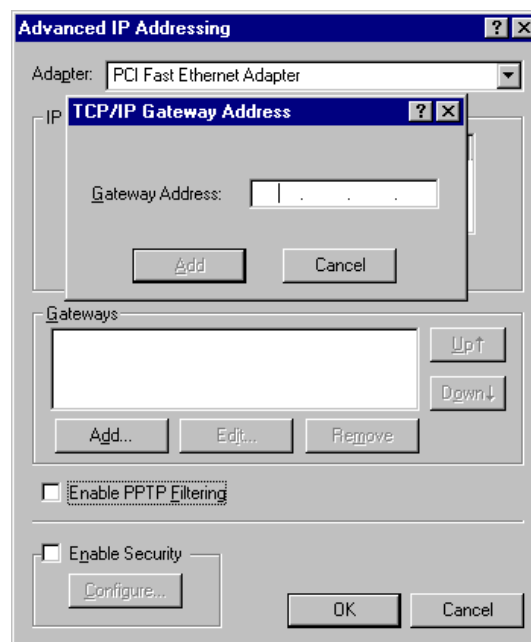 Advanced IP Addressing
Adapter: PCI Fast Ethernet Adapter
IP
TCP/IP Gateway Address
Gateway Address: . . .
Add Cancel
Gateways
Up↑
Down↓
Add... Edit... Remove
Enable PPTP Filtering
Enable Security
Configure...
OK Cancel